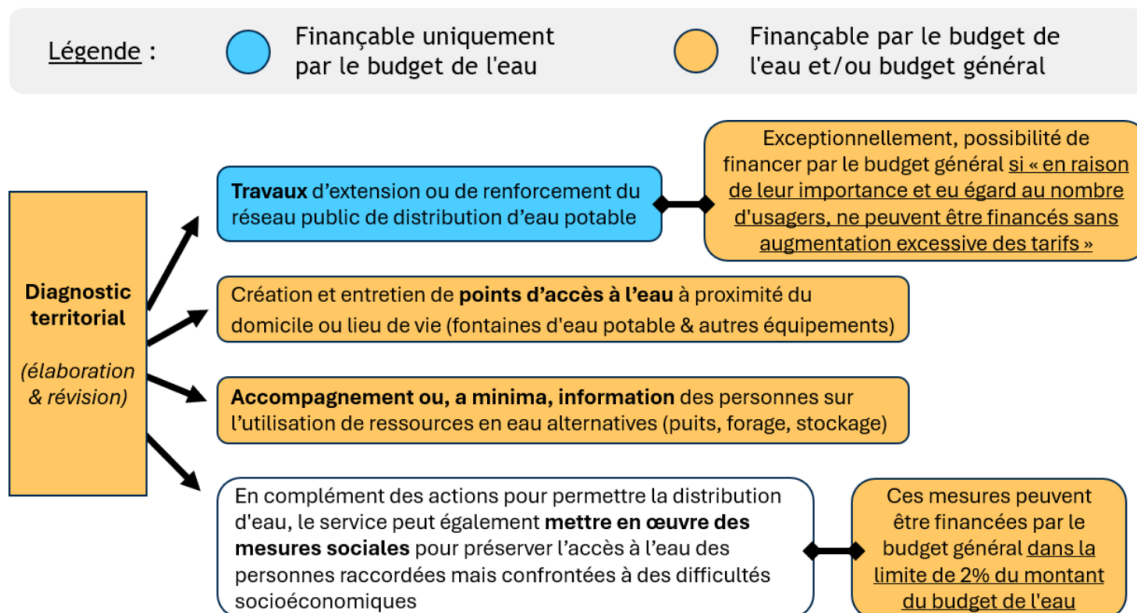 Légende :
Finançable uniquement
par le budget de l'eau
Finançable par le budget de
l'eau et/ou budget général
Diagnostic
territorial
(élaboration
& révision)
Travaux d’extension ou de renforcement du
réseau public de distribution d’eau potable
Exceptionnellement, possibilité de
financer par le budget général si « en raison
de leur importance et eu égard au nombre
d'usagers, ne peuvent être financés sans
augmentation excessive des tarifs »
Création et entretien de points d’accès à l’eau à proximité du
domicile ou lieu de vie (fontaines d'eau potable & autres équipements)
Accompagnement ou, a minima, information des personnes sur
l’utilisation de ressources en eau alternatives (puits, forage, stockage)
En complément des actions pour permettre la distribution
d'eau, le service peut également mettre en œuvre des
mesures sociales pour préserver l’accès à l’eau des
personnes raccordées mais confrontées à des difficultés
socioéconomiques
Ces mesures peuvent
être financées par le
budget général dans la
limite de 2% du montant
du budget de l'eau